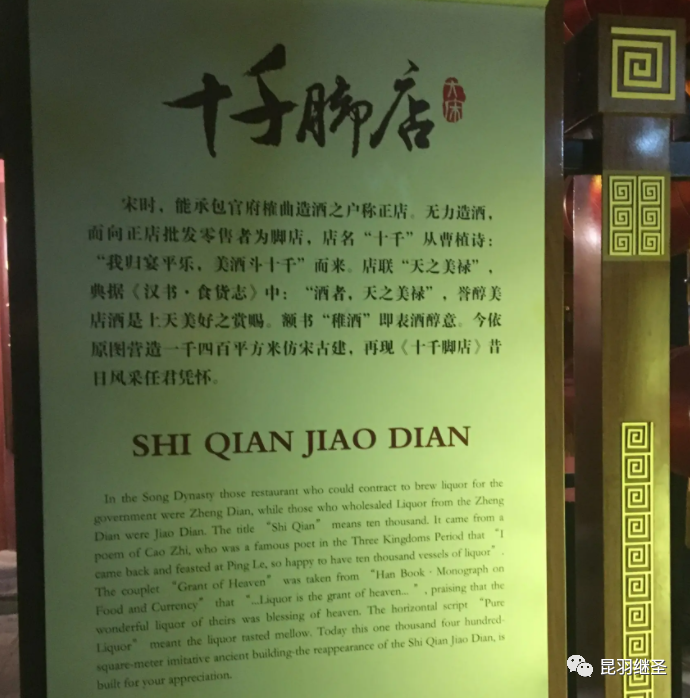 十千脚店
大宋
宋时，能承包官府榷曲造酒之户称正店。无力造酒，
而向正店批发零售者为脚店，店名“十千”从曹植诗：
“我归宴平乐，美酒斗十千”而来。店联“天之美禄”，
典据《汉书·食货志》中：“酒者，天之美禄”，誉醇美
店酒是上天美好之赏赐。额书“稚酒”即表酒醇意。今依
原图营造一千四百平方米仿宋古建，再现《十千脚店》昔
日风采任君凭怀。
SHI QIAN JIAO DIAN
In the Song Dynasty those restaurant who could contract to brew liquor for the
government were Zheng Dian, while those who wholesaled Liquor from the Zheng
Dian were Jiao Dian. The title “Shi Qian” means ten thousand. It came from a
poem of Cao Zhi, who was a famous poet in the Three Kingdoms Period that “I
came back and feasted at Ping Le, so happy to have ten thousand vessels of liquor”.
The couplet “Grant of Heaven” was taken from “Han Book·Monograph on
Food and Currency” that “...Liquor is the grant of heaven...”, praising that the
wonderful liquor of theirs was blessing of heaven. The horizontal script “Pure
Liquor” meant the liquor tasted mellow. Today this one thousand four hundred-
square-meter imitative ancient building-the reappearance of the Shi Qian Jiao Dian, is
built for your appreciation.
昆羽继圣